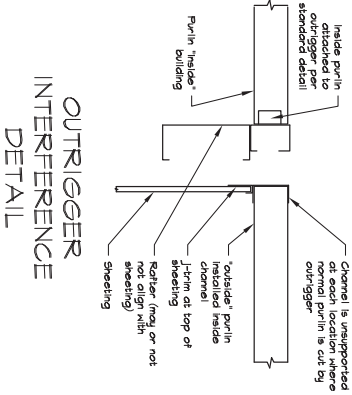 Inside purlin
attached to
outrigger per
standard detail
Purlin "inside"
building
Channel is unsupported
at each location where
normal purlin is cut by
outrigger
"outside" purlin
installed inside
channel
J-trim at top of
sheeting
Rafter (may or not
not align with
sheeting)
Sheeting
OUTRIGGER
INTERFERENCE
DETAIL